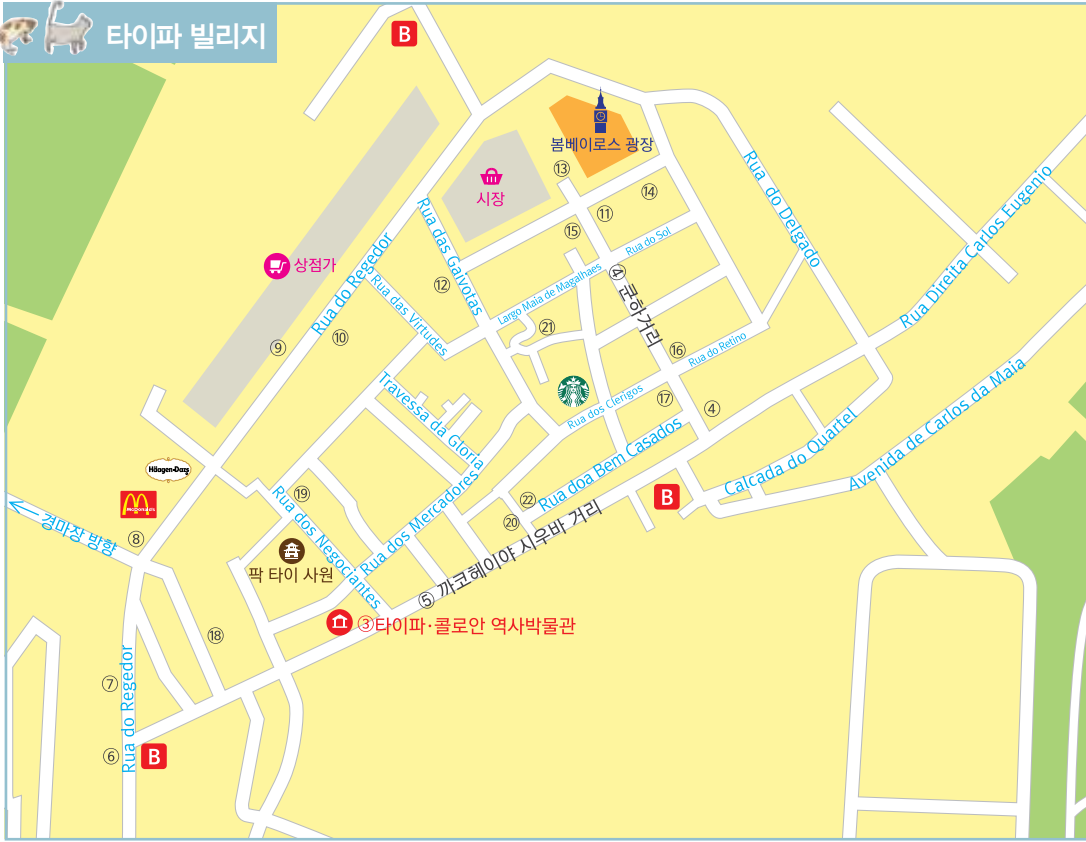 타이파 빌리지
B
봄베이로스 광장
⑬
시장
⑭
⑪
⑮
Rua do Delgado
Rua Direita Carlos Eugenio
Rua das Gaivotas
Rua do Sol
상점가
Rua do Regedor
⑫
Largo Maia de Magalhaes
④ 쿤하거리
Rua das Virtudes
㉑
⑩
⑨
⑯
Rua do Retino
Travessa da Gloria
Rua dos Clerigos
⑰
④
Avenida de Carlos da Maia
Calcada do Quartel
Rua doa Bem Casados
Häagen-Dazs
McDonald's
⑲
㉒
⑳
B
← 경마장 방향
⑧
Rua dos Mercadores
Rua dos Negociantes
팍 타이 사원
⑤ 까코헤이야 시우바 거리
③타이파·콜로안 역사박물관
⑱
⑦
Rua do Regedor
⑥
B